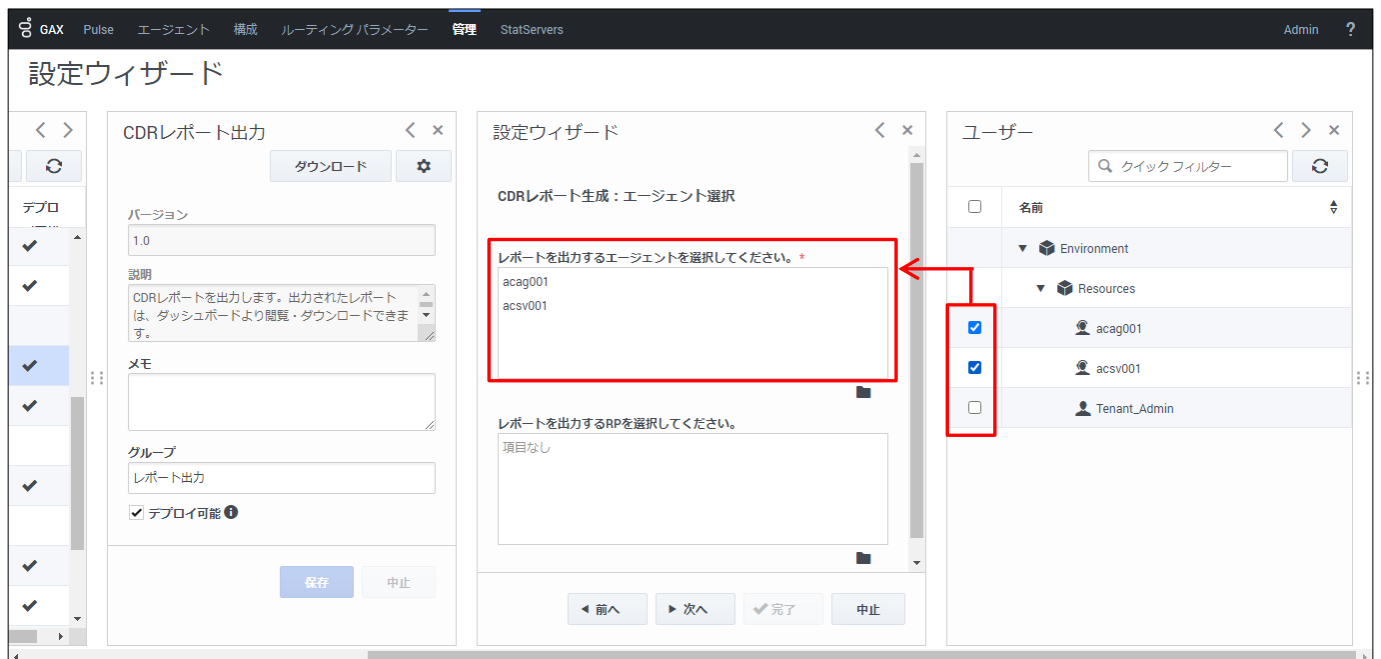 GAX Pulse エージェント 構成 ルーティング パラメーター 管理 StatServers Admin ?
設定ウィザード
デプロ
CDRレポート出力
ダウンロード
バージョン
1.0
説明
CDRレポートを出力します。出力されたレポート
は、ダッシュボードより閲覧・ダウンロードできま
す。
メモ
グループ
レポート出力
デプロイ可能
保存 中止
設定ウィザード
CDRレポート生成：エージェント選択
レポートを出力するエージェントを選択してください。*
acag001
acsv001
レポートを出力するRPを選択してください。
項目なし
前へ 次へ 完了 中止
ユーザー
クイック フィルター
名前
Environment
Resources
acag001
acsv001
Tenant_Admin